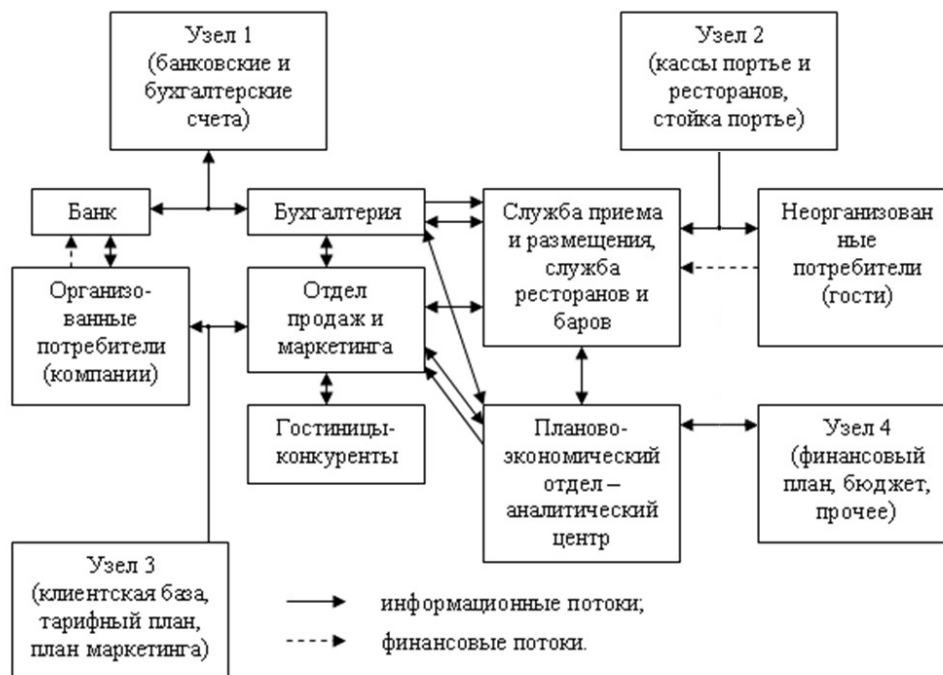 Узел 1
(банковские и
бухгалтерские
счета)
Узел 2
(кассы портье и
ресторанов,
стойка портье)
Банк
Бухгалтерия
Служба приема
и размещения,
служба
ресторанов и
баров
Неорганизован
ные
потребители
(гости)
Организо-
ванные
потребители
(компании)
Отдел
продаж и
маркетинга
Гостиницы-
конкуренты
Планово-
экономический
отдел –
аналитический
центр
Узел 4
(финансовый
план, бюджет,
прочее)
Узел 3
(клиентская база,
тарифный план,
план маркетинга)
информационные потоки;
финансовые потоки.